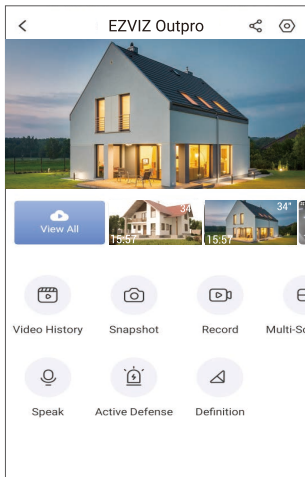 EZVIZ Outpro
View All
34"
15:57
34"
15:57
Video History
Snapshot
Record
Speak
Active Defense
Definition